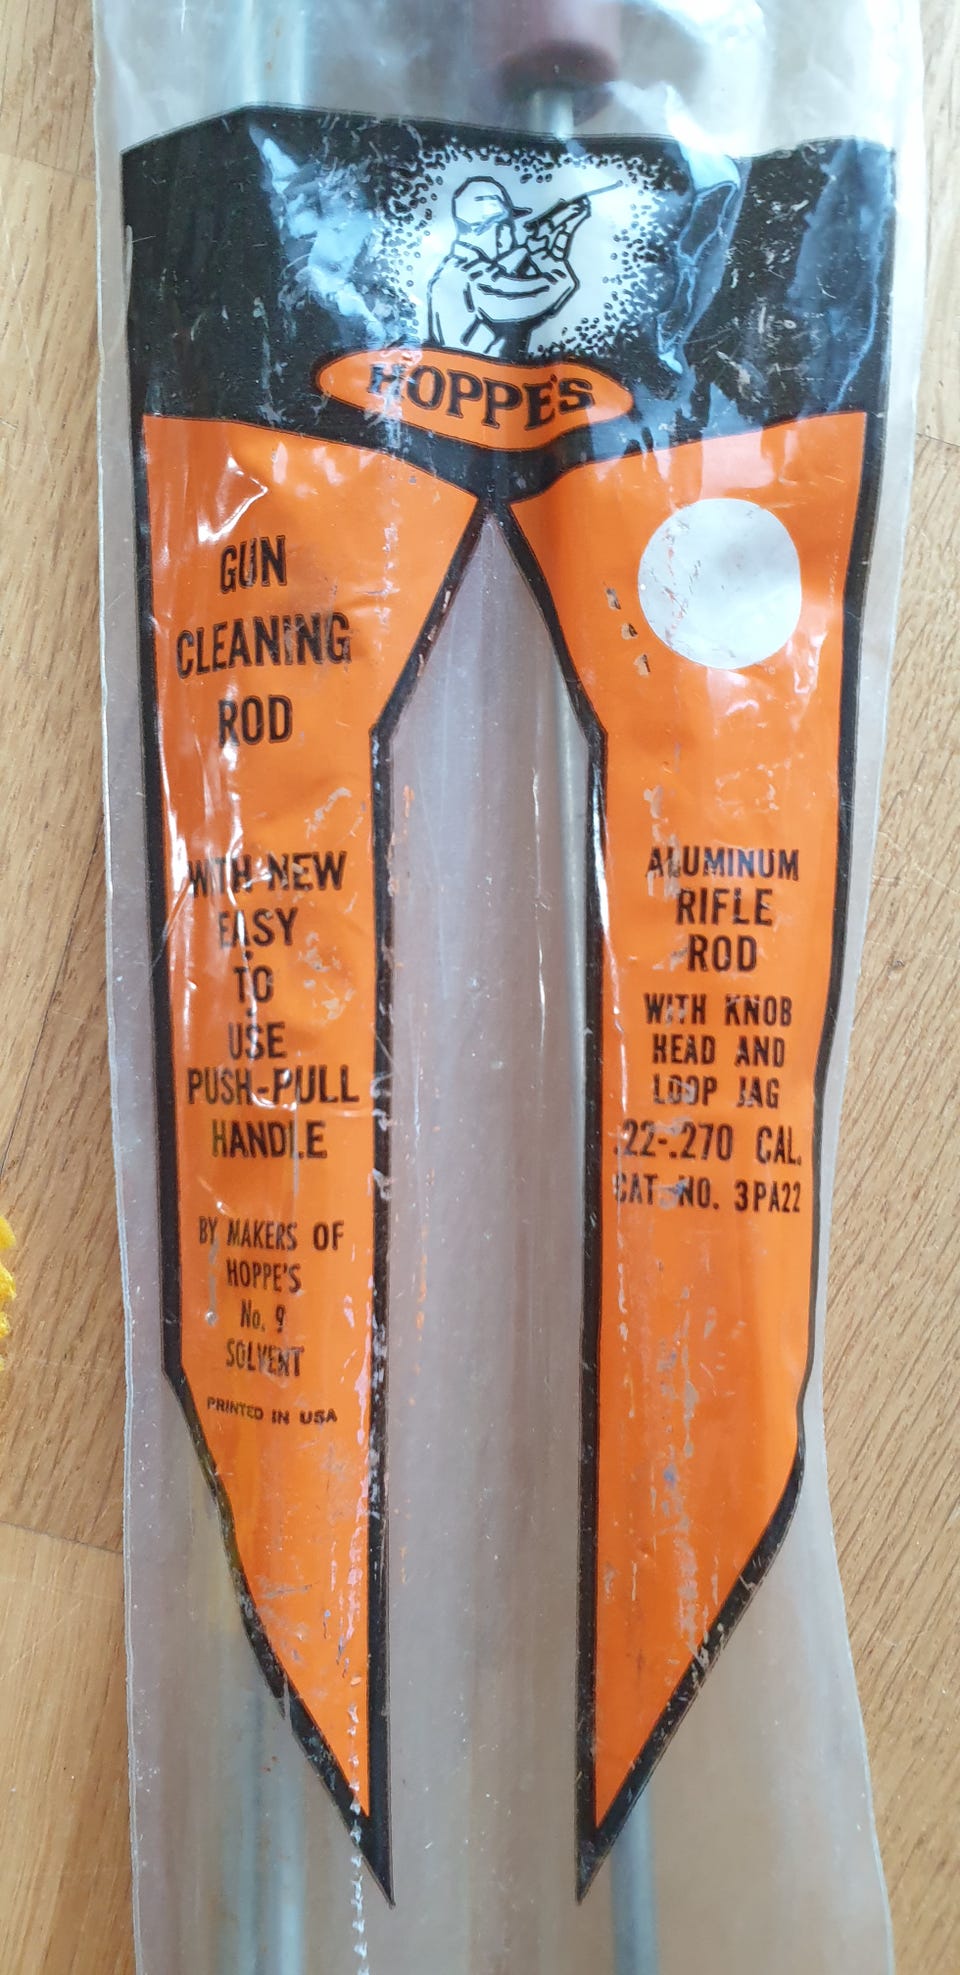 HOPPE'S
GUN
CLEANING
ROD
WITH NEW
EASY
TO
USE
PUSH-PULL
HANDLE
BY MAKERS OF
HOPPE'S
No. 9
SOLVENT
PRINTED IN USA
ALUMINUM
RIFLE
ROD
WITH KNOB
HEAD AND
LOOP JAG
.22-.270 CAL.
CAT. NO. 3PA22